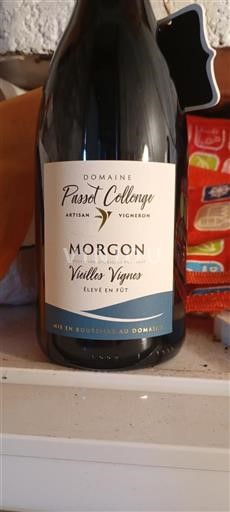 DOMAINE
Passot Collonge
ARTISAN VIGNERON
MORGON
Vieilles Vignes
ÉLEVÉ EN FÛT
MIS EN BOUTEILLE AU DOMAINE